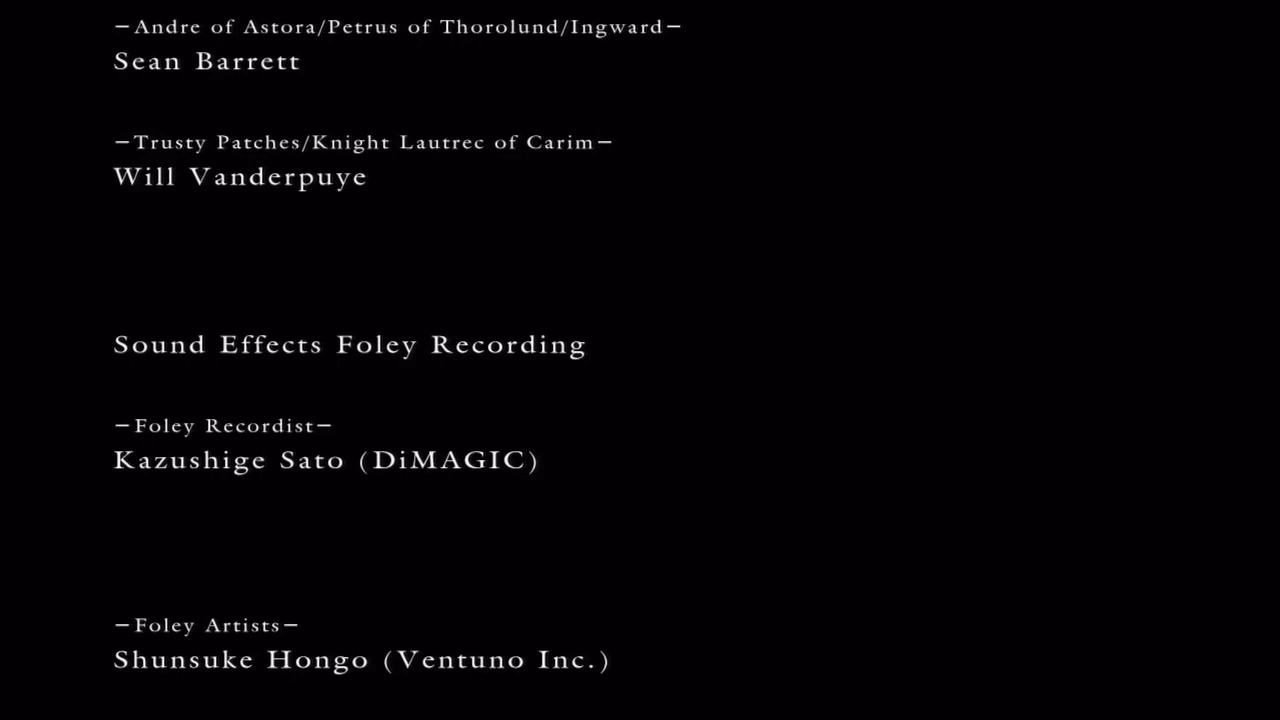 －Andre of Astora/Petrus of Thorolund/Ingward－
Sean Barrett
－Trusty Patches/Knight Lautrec of Carim－
Will Vanderpuye
Sound Effects Foley Recording
－Foley Recordist－
Kazushige Sato (DiMAGIC)
－Foley Artists－
Shunsuke Hongo (Ventuno Inc.)